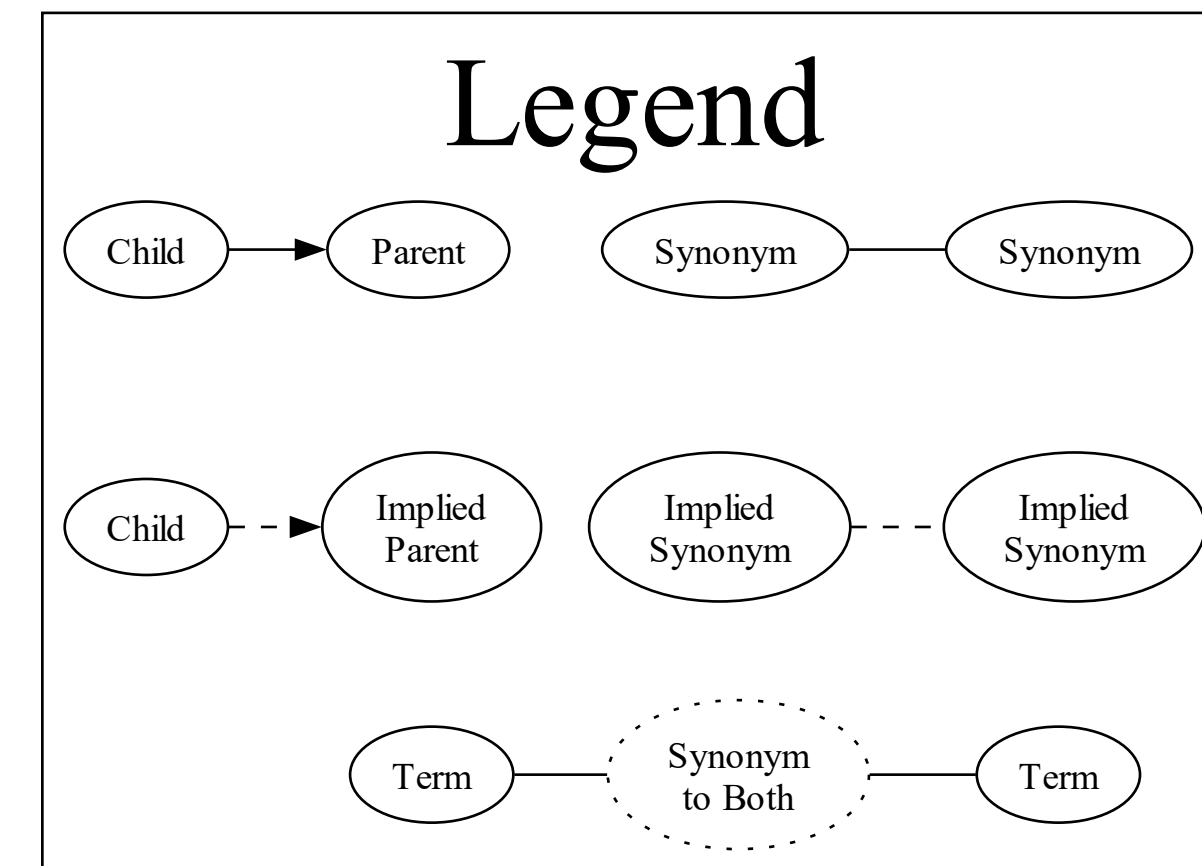 Legend
Child
Parent
Synonym
Synonym
Child
Implied
Parent
Implied
Synonym
Implied
Synonym
Term
Synonym
to Both
Term